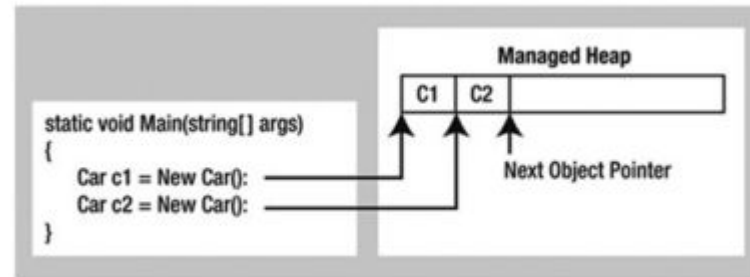 static void Main(string[] args)
{
Car c1 = New Car():
Car c2 = New Car():
}
Managed Heap
C1 C2
Next Object Pointer